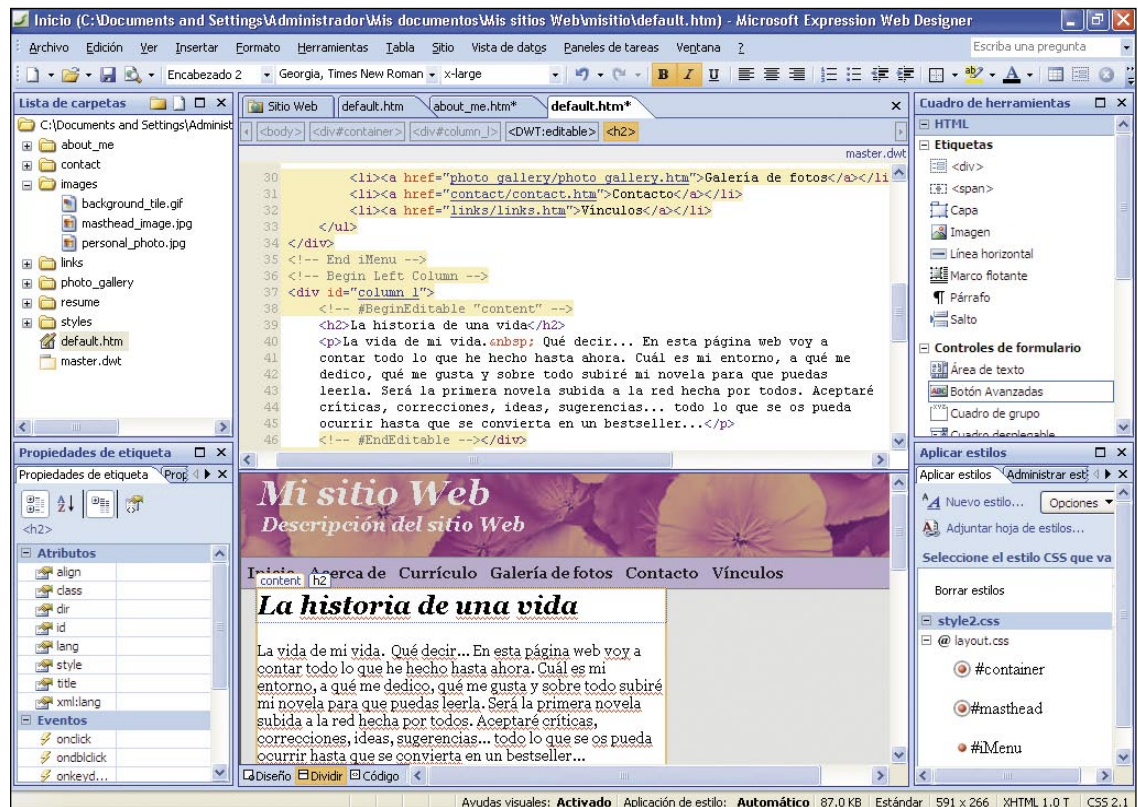 Inicio (C:\Documents and Settings\Administrador\Mis documentos\Mis sitios Web\misitio\default.htm) - Microsoft Expression Web Designer
Archivo Edición Ver Insertar Formato Herramientas Tabla Sitio Vista de datos Paneles de tareas Ventana ? Escriba una pregunta
Encabezado 2 Georgia, Times New Roman x-large B I U
Lista de carpetas
C:\Documents and Settings\Administ
about_me
contact
images
background_tile.gif
masthead_image.jpg
personal_photo.jpg
links
photo_gallery
resume
styles
default.htm
master.dwt
Propiedades de etiqueta
Propiedades de etiqueta Prop
<h2>
Atributos
align
class
dir
id
lang
style
title
xml:lang
Eventos
onclick
ondblclick
onkeyd...
Sitio Web default.htm about_me.htm* default.htm*
<body> <div#container> <div#column_l> <DWT:editable> <h2>
master.dwt
30 <li><a href="photo_gallery/photo_gallery.htm">Galería de fotos</a></li
31 <li><a href="contact/contact.htm">Contacto</a></li>
32 <li><a href="links/links.htm">Vínculos</a></li>
33 </ul>
34 </div>
35 <!-- End iMenu -->
36 <!-- Begin Left Column -->
37 <div id="column_l">
38 <!-- #BeginEditable "content" -->
39 <h2>La historia de una vida</h2>
40 <p>La vida de mi vida.&nbsp; Qué decir... En esta página web voy a
41 contar todo lo que he hecho hasta ahora. Cuál es mi entorno, a qué me
42 dedico, qué me gusta y sobre todo subiré mi novela para que puedas
43 leerla. Será la primera novela subida a la red hecha por todos. Aceptaré
44 críticas, correcciones, ideas, sugerencias... todo lo que se os pueda
45 ocurrir hasta que se convierta en un bestseller...</p>
46 <!-- #EndEditable --></div>
Mi sitio Web
Descripción del sitio Web
Inicio Acerca de Currículo Galería de fotos Contacto Vínculos
content h2
La historia de una vida
La vida de mi vida. Qué decir... En esta página web voy a
contar todo lo que he hecho hasta ahora. Cuál es mi
entorno, a qué me dedico, qué me gusta y sobre todo subiré
mi novela para que puedas leerla. Será la primera novela
subida a la red hecha por todos. Aceptaré críticas,
correcciones, ideas, sugerencias... todo lo que se os pueda
ocurrir hasta que se convierta en un bestseller...
Diseño Dividir Código
Cuadro de herramientas
HTML
Etiquetas
<div>
<span>
Capa
Imagen
Línea horizontal
Marco flotante
Párrafo
Salto
Controles de formulario
Área de texto
Botón Avanzadas
Cuadro de grupo
Cuadro desplegable
Aplicar estilos
Aplicar estilos Administrar est
Nuevo estilo... Opciones
Adjuntar hoja de estilos...
Seleccione el estilo CSS que va
Borrar estilos
style2.css
@ layout.css
#container
#masthead
#iMenu
Ayudas visuales: Activado Aplicación de estilo: Automático 87.0 KB Estándar 591 x 266 XHTML 1.0 T CSS 2.1